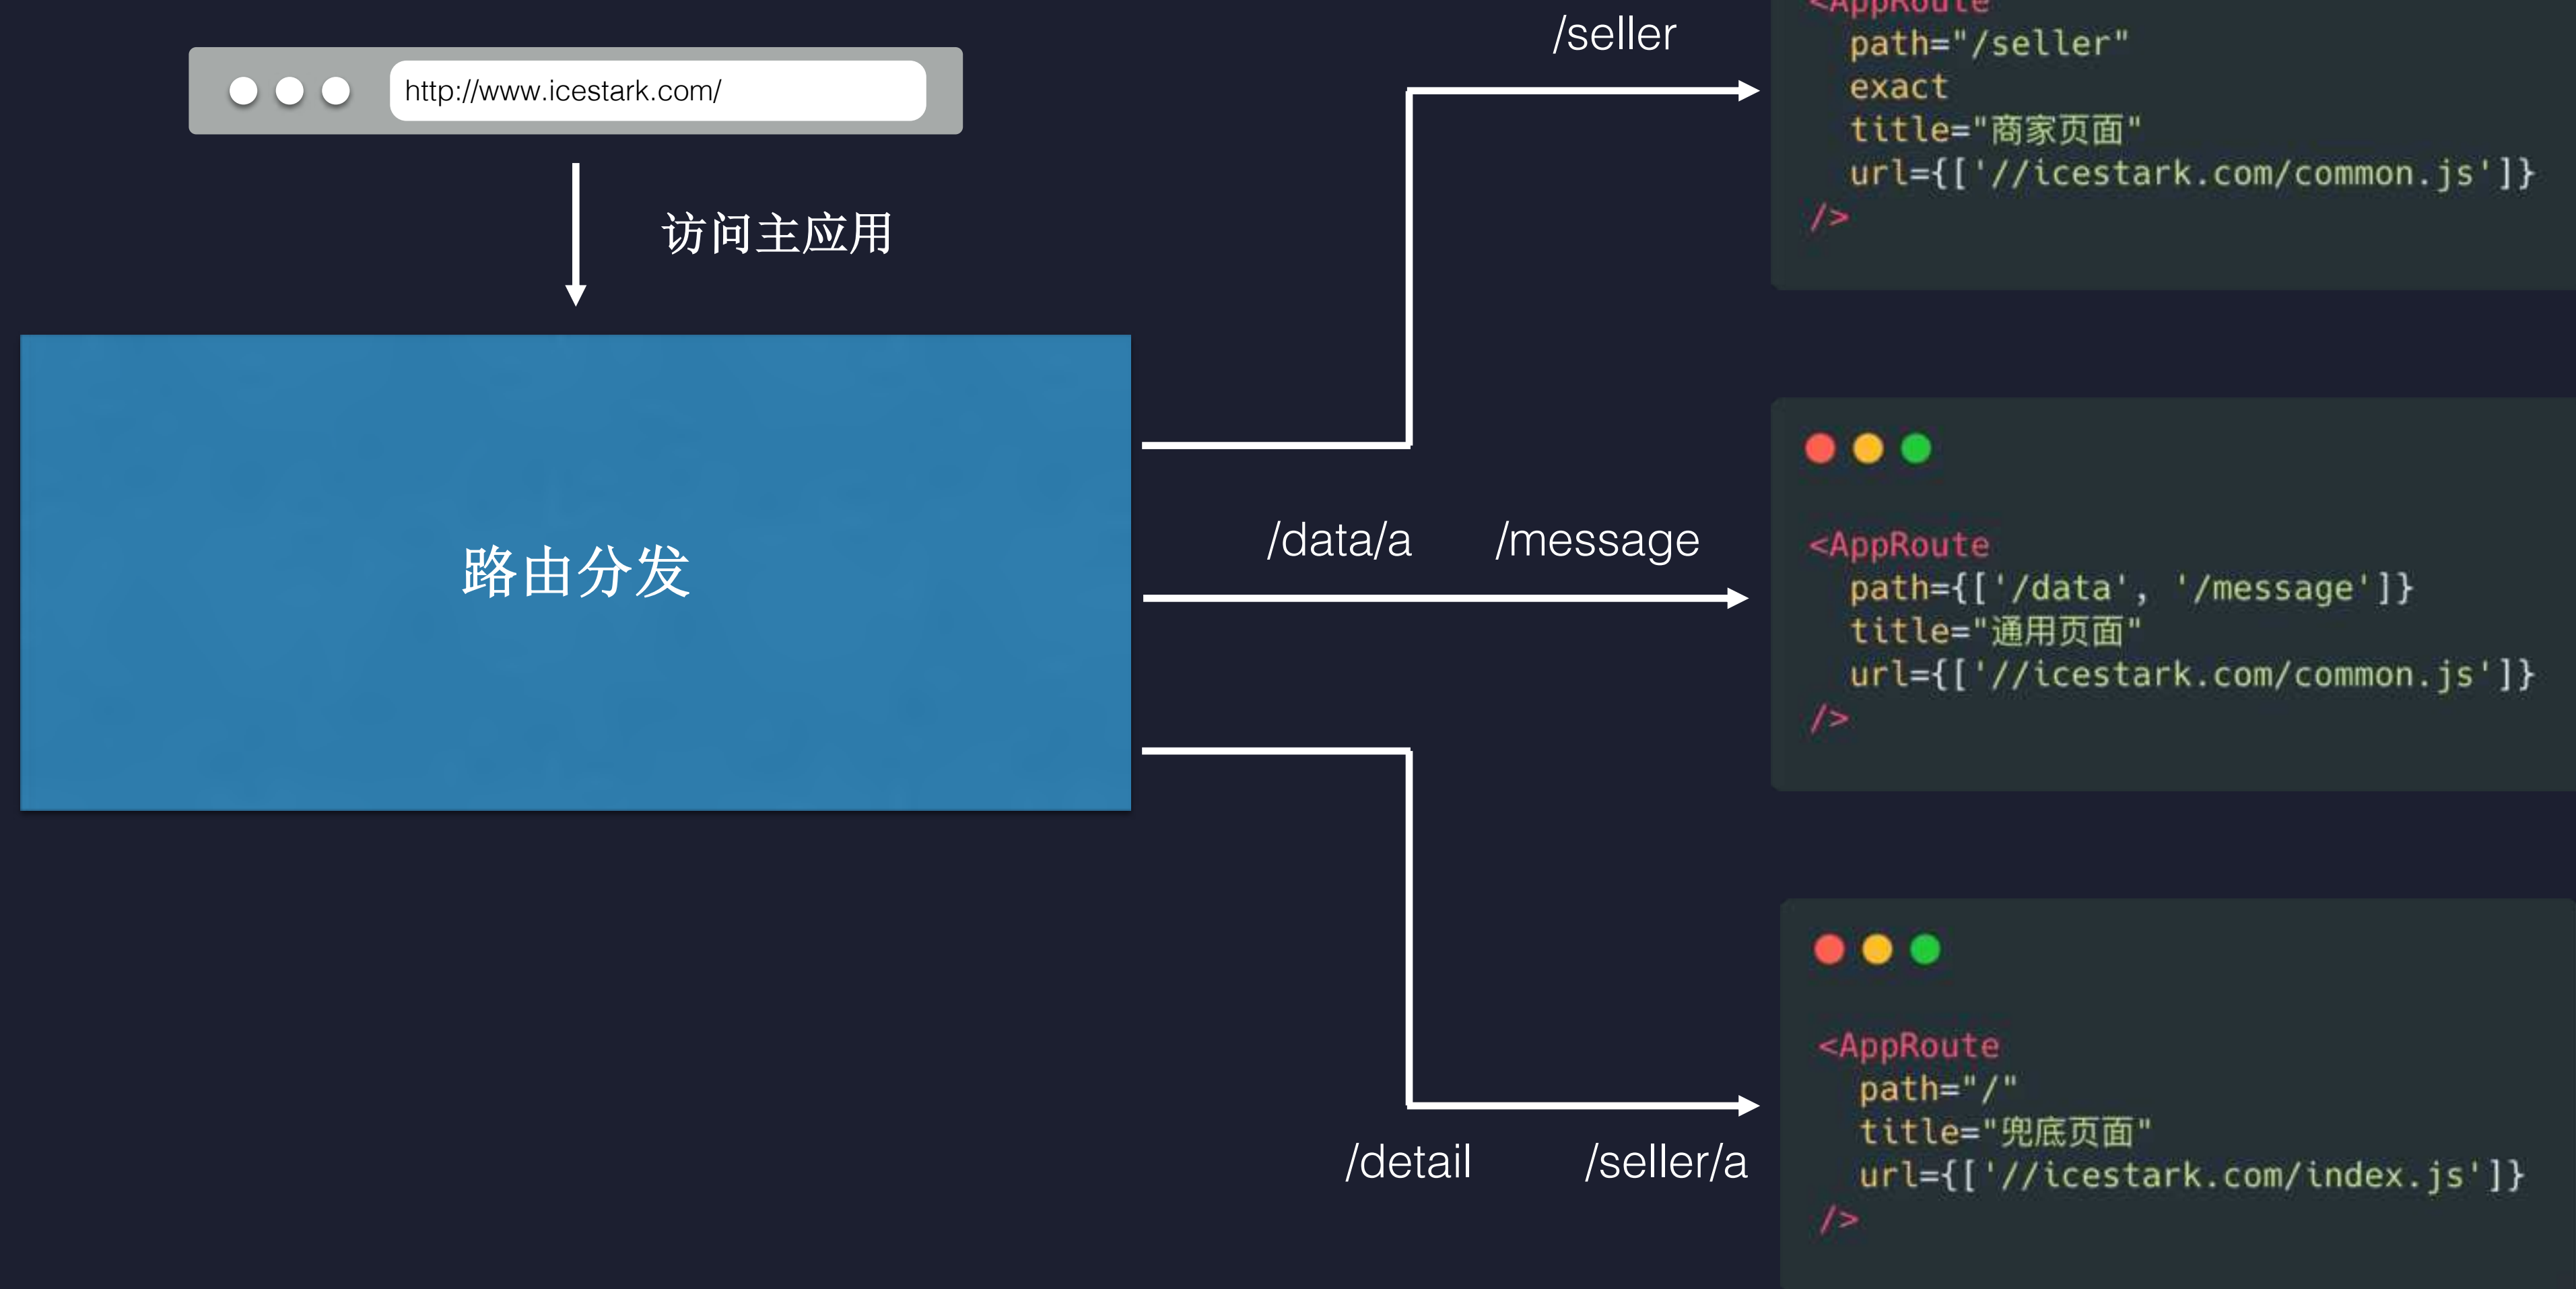 http://www.icestark.com/
访问主应用
路由分发
/seller
<AppRoute
path="/seller"
exact
title="商家页面"
url={['//icestark.com/common.js']}
/>
/data/a /message
<AppRoute
path={['/data', '/message']}
title="通用页面"
url={['//icestark.com/common.js']}
/>
/detail /seller/a
<AppRoute
path="/"
title="兜底页面"
url={['//icestark.com/index.js']}
/>